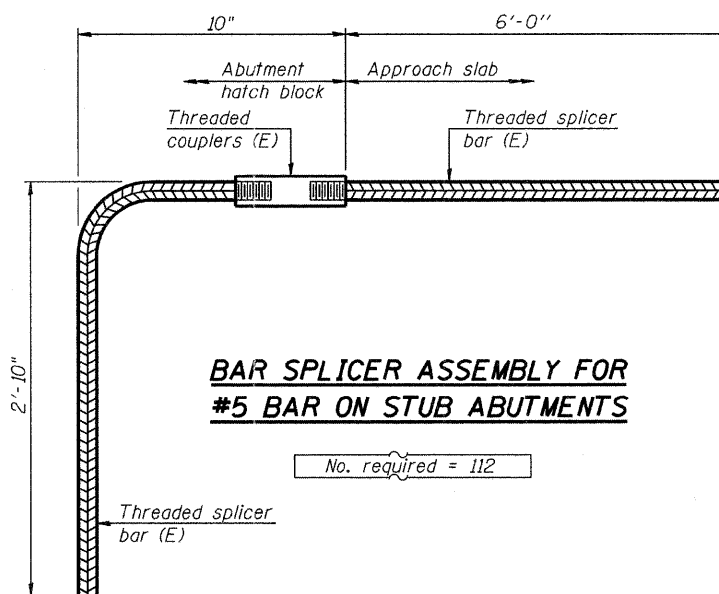 10"
6'-0''
Abutment
hatch block
Approach slab
Threaded
couplers (E)
Threaded splicer
bar (E)
2'-10"
BAR SPLICER ASSEMBLY FOR
#5 BAR ON STUB ABUTMENTS
No. required = 112
Threaded splicer
bar (E)